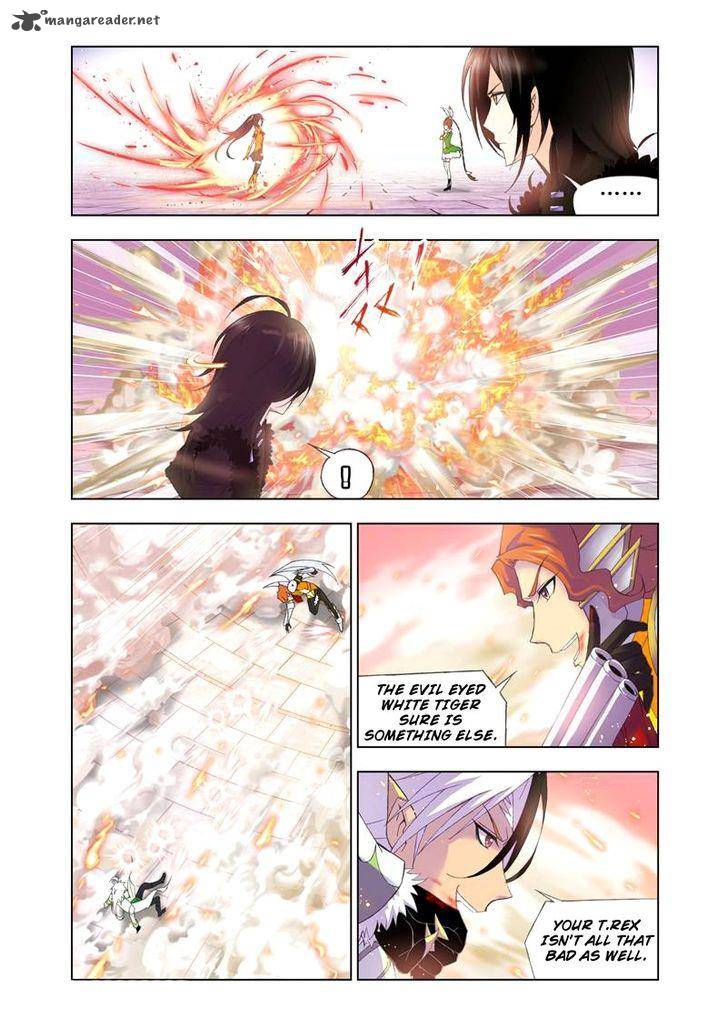 mangareader.net
......
!
THE EVIL EYED
WHITE TIGER
SURE IS
SOMETHING ELSE.
YOUR T.REX
ISN'T ALL THAT
BAD AS WELL.